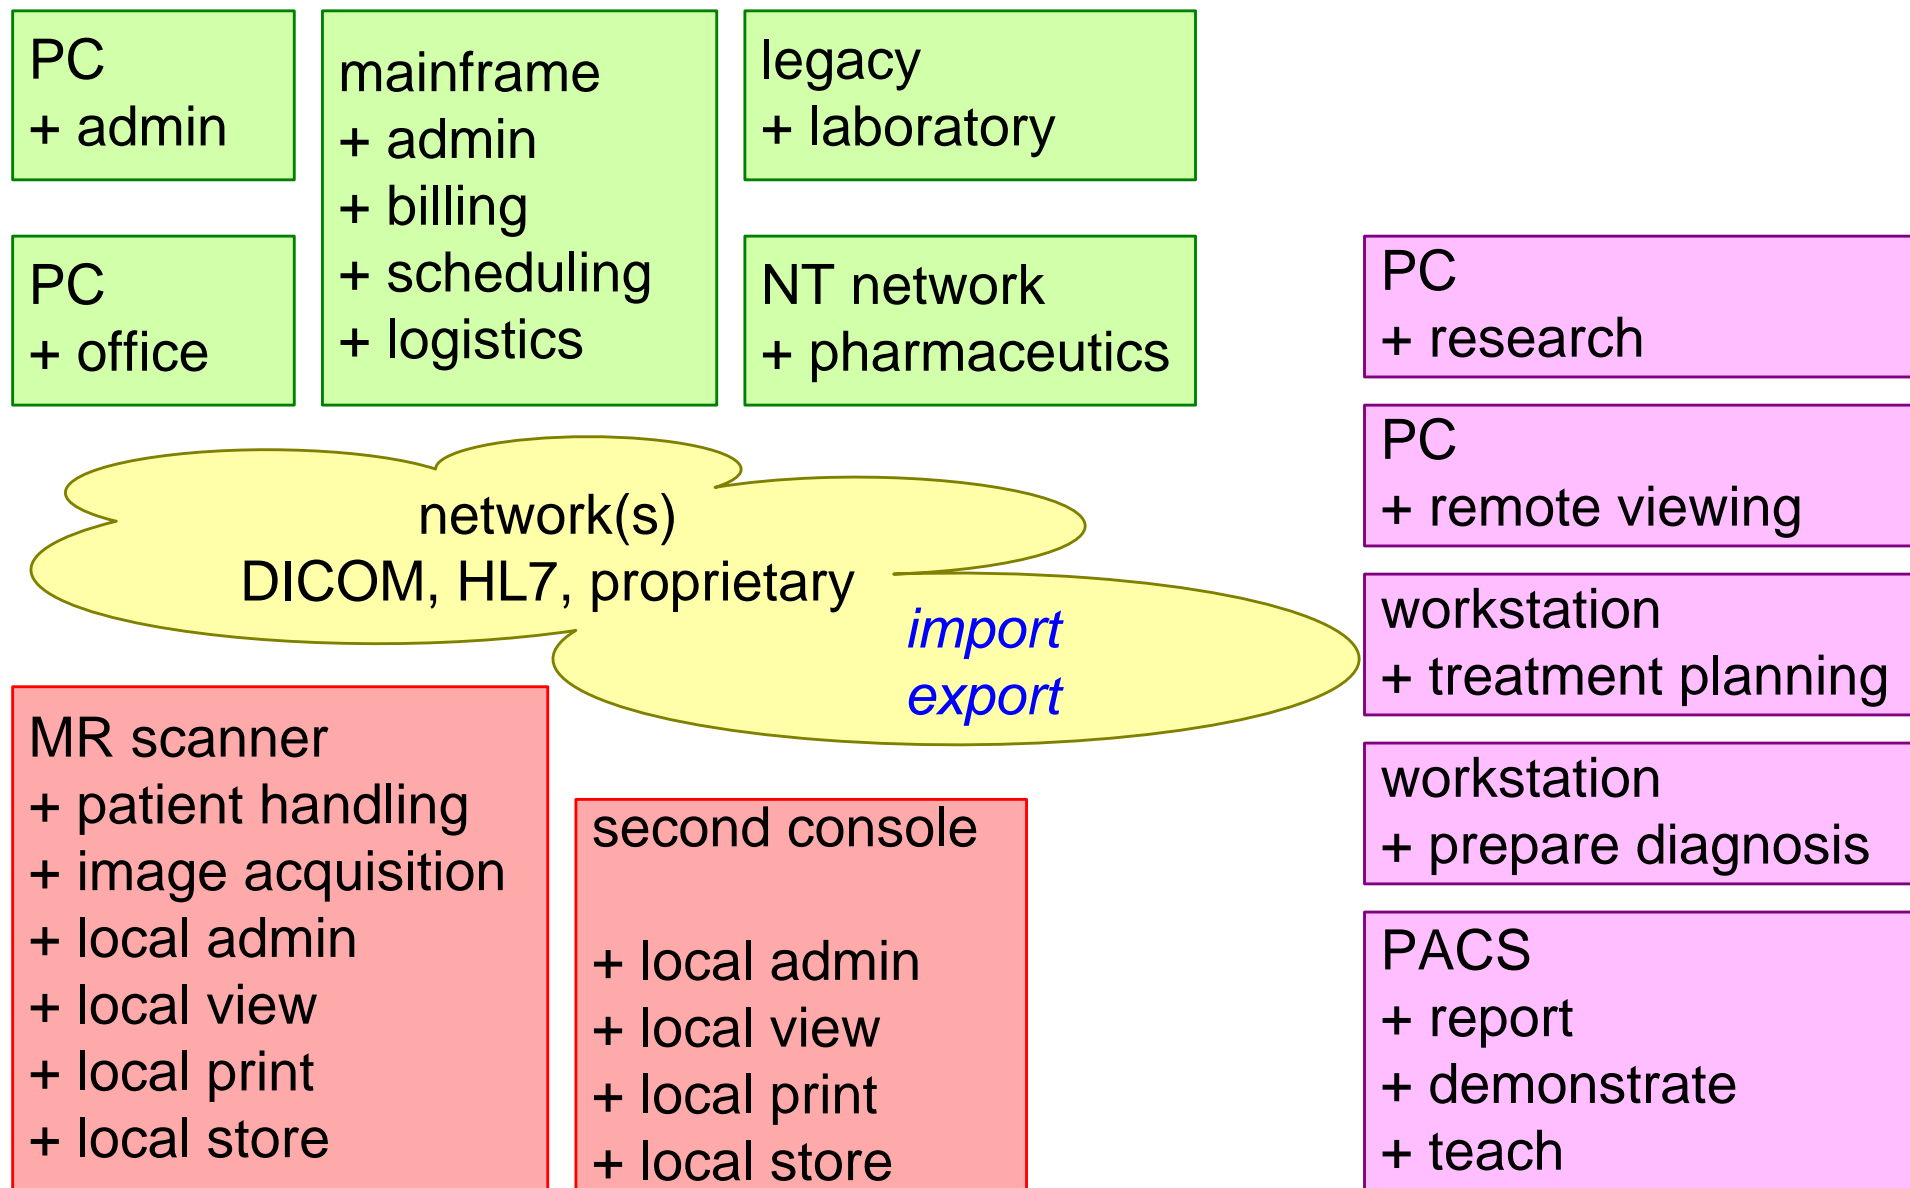 PC
+ admin
mainframe
+ admin
+ billing
+ scheduling
+ logistics
legacy
+ laboratory
PC
+ office
NT network
+ pharmaceutics
PC
+ research
PC
+ remote viewing
network(s)
DICOM, HL7, proprietary
import
export
workstation
+ treatment planning
workstation
+ prepare diagnosis
MR scanner
+ patient handling
+ image acquisition
+ local admin
+ local view
+ local print
+ local store
second console
+ local admin
+ local view
+ local print
+ local store
PACS
+ report
+ demonstrate
+ teach